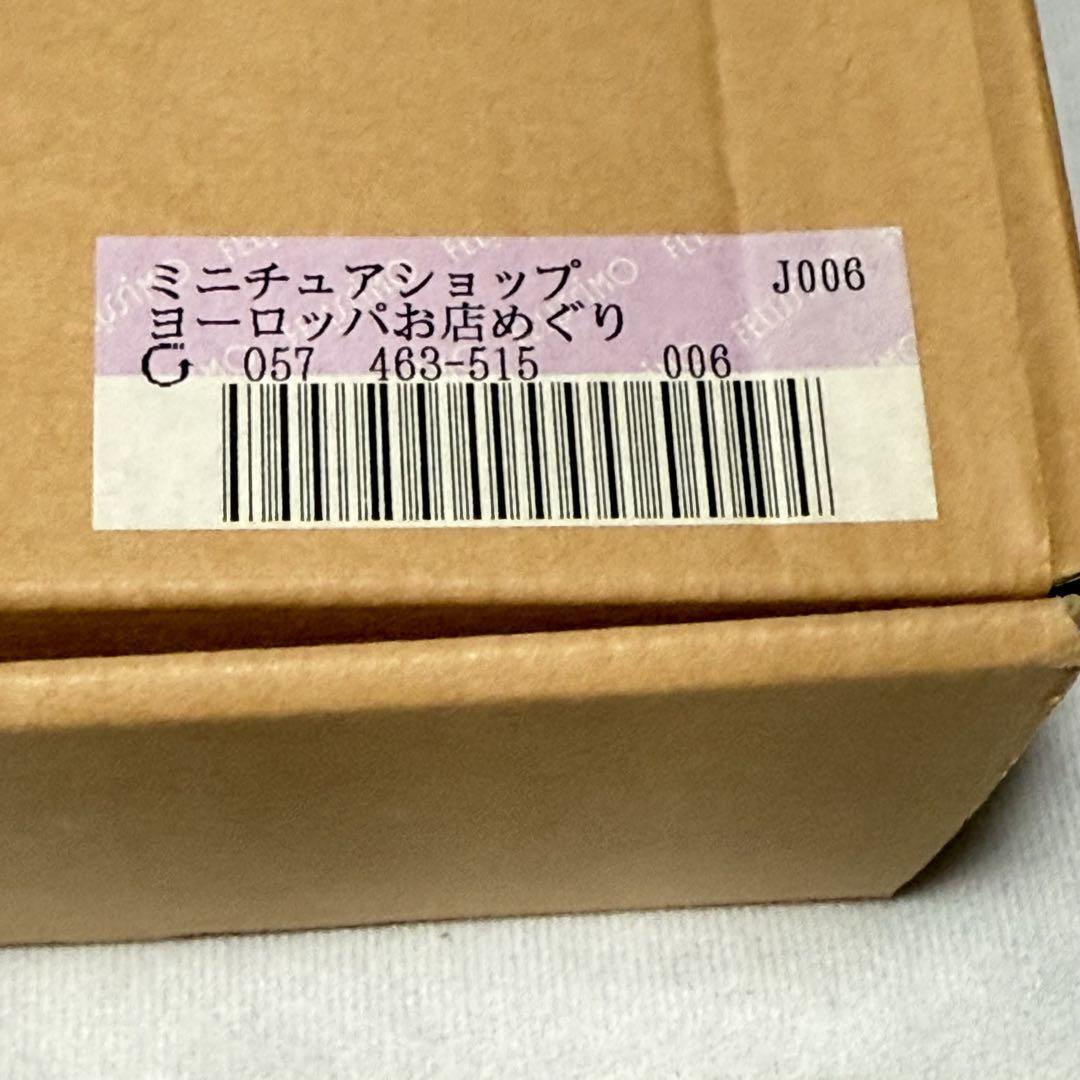 ミニチュアショップ J006
ヨーロッパお店めぐり
057 463-515 006
FELISSIMO